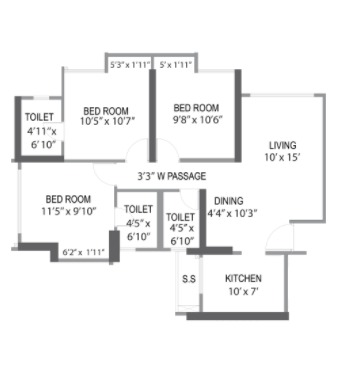 5'3" x 1'11" 5' x 1'11"
TOILET
4'11"x
6'10"
BED ROOM
10'5" x 10'7"
BED ROOM
9'8" x 10'6"
LIVING
10' x 15'
3'3" W PASSAGE
BED ROOM
11'5" x 9'10"
TOILET
4'5" x
6'10"
TOILET
4'5" x
6'10"
DINING
4'4" x 10'3"
6'2" x 1'11"
S.S
KITCHEN
10' x 7'